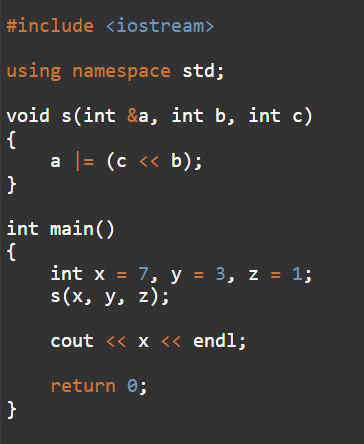 #include <iostream>
using namespace std;
void s(int &a, int b, int c)
{
    a |= (c << b);
}
int main()
{
    int x = 7, y = 3, z = 1;
    s(x, y, z);
    cout << x << endl;
    return 0;
}